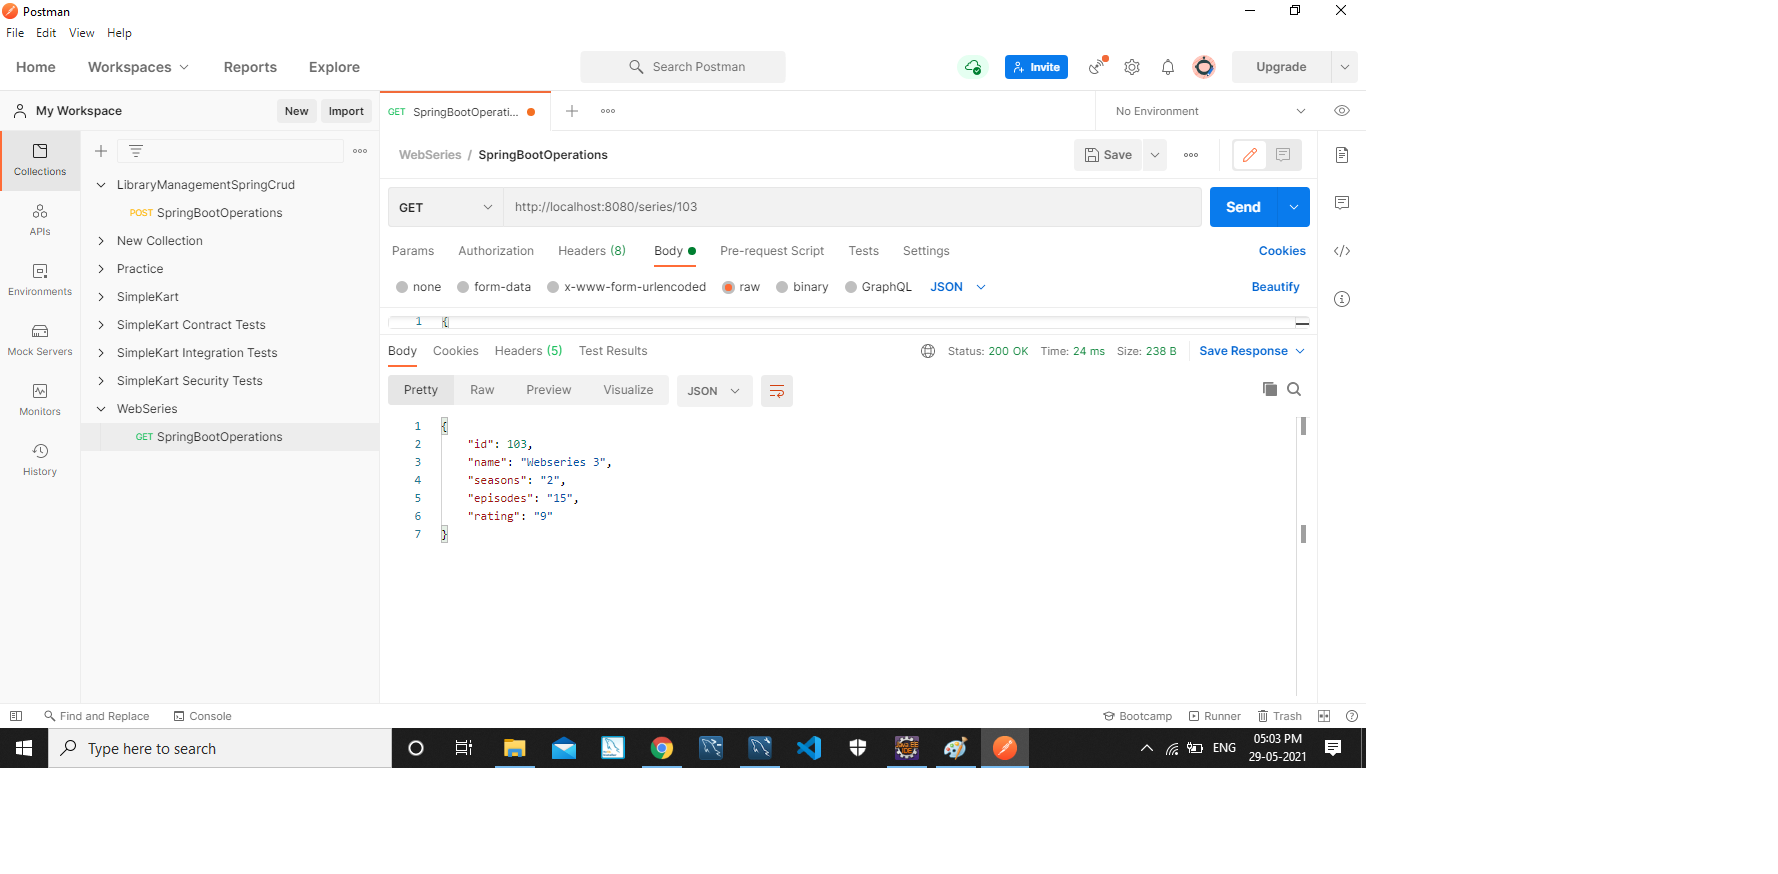 Postman
File Edit View Help
Home Workspaces Reports Explore Search Postman Invite Upgrade
My Workspace New Import GET SpringBootOperati... No Environment
Collections
APIs
Environments
Mock Servers
Monitors
History
LibraryManagementSpringCrud
POST SpringBootOperations
New Collection
Practice
SimpleKart
SimpleKart Contract Tests
SimpleKart Integration Tests
SimpleKart Security Tests
WebSeries
GET SpringBootOperations
WebSeries / SpringBootOperations Save
GET http://localhost:8080/series/103 Send
Params Authorization Headers (8) Body Pre-request Script Tests Settings Cookies
none form-data x-www-form-urlencoded raw binary GraphQL JSON Beautify
1 {
Body Cookies Headers (5) Test Results Status: 200 OK Time: 24 ms Size: 238 B Save Response
Pretty Raw Preview Visualize JSON
1 {
2 "id": 103,
3 "name": "Webseries 3",
4 "seasons": "2",
5 "episodes": "15",
6 "rating": "9"
7 }
Find and Replace Console Bootcamp Runner Trash
Type here to search ENG 05:03 PM
29-05-2021